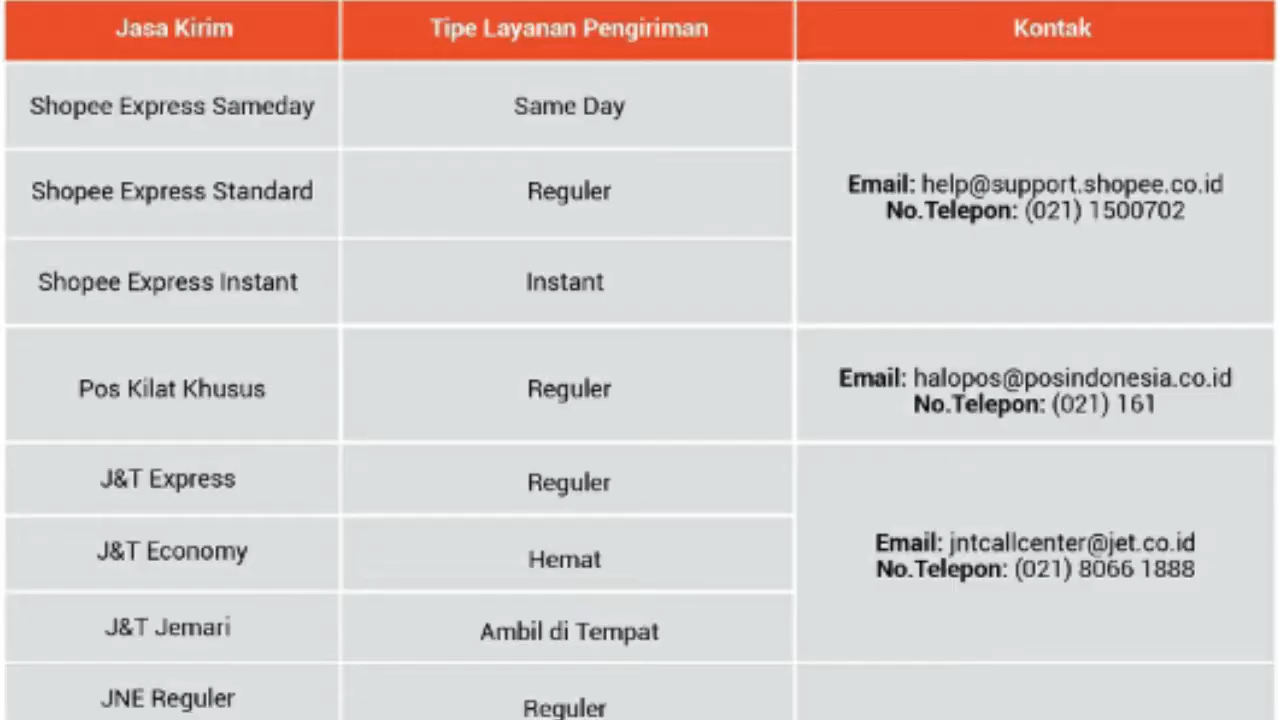 Jasa Kirim Tipe Layanan Pengiriman Kontak
Shopee Express Sameday Same Day
Shopee Express Standard Reguler
Email: help@support.shopee.co.id
No.Telepon: (021) 1500702
Shopee Express Instant Instant
Pos Kilat Khusus Reguler
Email: halopos@posindonesia.co.id
No.Telepon: (021) 161
J&T Express Reguler
J&T Economy Hemat
Email: jntcallcenter@jet.co.id
No.Telepon: (021) 8066 1888
J&T Jemari Ambil di Tempat
JNE Reguler Reguler